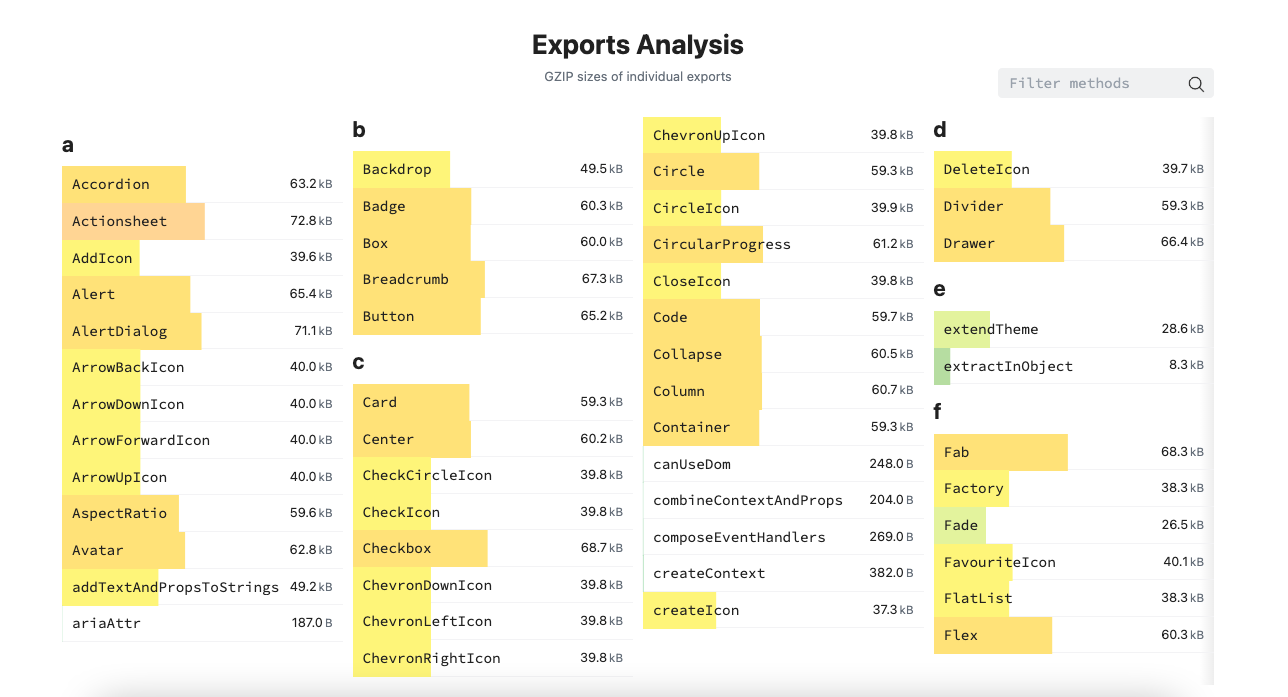 Exports Analysis
GZIP sizes of individual exports
Filter methods
a
Accordion 63.2 kB
Actionsheet 72.8 kB
AddIcon 39.6 kB
Alert 65.4 kB
AlertDialog 71.1 kB
ArrowBackIcon 40.0 kB
ArrowDownIcon 40.0 kB
ArrowForwardIcon 40.0 kB
ArrowUpIcon 40.0 kB
AspectRatio 59.6 kB
Avatar 62.8 kB
addTextAndPropsToStrings 49.2 kB
ariaAttr 187.0 B
b
Backdrop 49.5 kB
Badge 60.3 kB
Box 60.0 kB
Breadcrumb 67.3 kB
Button 65.2 kB
c
Card 59.3 kB
Center 60.2 kB
CheckCircleIcon 39.8 kB
CheckIcon 39.8 kB
Checkbox 68.7 kB
ChevronDownIcon 39.8 kB
ChevronLeftIcon 39.8 kB
ChevronRightIcon 39.8 kB
ChevronUpIcon 39.8 kB
Circle 59.3 kB
CircleIcon 39.9 kB
CircularProgress 61.2 kB
CloseIcon 39.8 kB
Code 59.7 kB
Collapse 60.5 kB
Column 60.7 kB
Container 59.3 kB
canUseDom 248.0 B
combineContextAndProps 204.0 B
composeEventHandlers 269.0 B
createContext 382.0 B
createIcon 37.3 kB
d
DeleteIcon 39.7 kB
Divider 59.3 kB
Drawer 66.4 kB
e
extendTheme 28.6 kB
extractInObject 8.3 kB
f
Fab 68.3 kB
Factory 38.3 kB
Fade 26.5 kB
FavouriteIcon 40.1 kB
FlatList 38.3 kB
Flex 60.3 kB